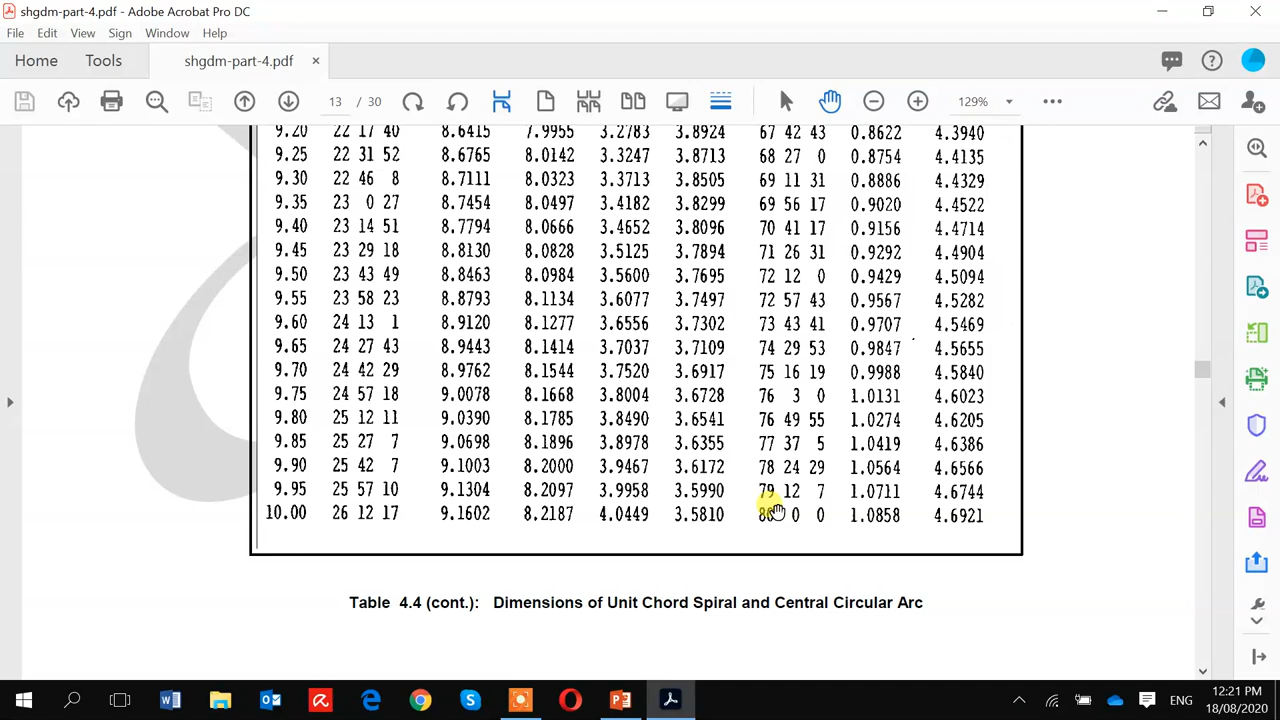 shgdm-part-4.pdf - Adobe Acrobat Pro DC
File Edit View Sign Window Help
Home Tools shgdm-part-4.pdf ×
13 / 30 129%
9.20 22 17 40 8.6415 7.9955 3.2783 3.8924 67 42 43 0.8622 4.3940
9.25 22 31 52 8.6765 8.0142 3.3247 3.8713 68 27 0 0.8754 4.4135
9.30 22 46 8 8.7111 8.0323 3.3713 3.8505 69 11 31 0.8886 4.4329
9.35 23 0 27 8.7454 8.0497 3.4182 3.8299 69 56 17 0.9020 4.4522
9.40 23 14 51 8.7794 8.0666 3.4652 3.8096 70 41 17 0.9156 4.4714
9.45 23 29 18 8.8130 8.0828 3.5125 3.7894 71 26 31 0.9292 4.4904
9.50 23 43 49 8.8463 8.0984 3.5600 3.7695 72 12 0 0.9429 4.5094
9.55 23 58 23 8.8793 8.1134 3.6077 3.7497 72 57 43 0.9567 4.5282
9.60 24 13 1 8.9120 8.1277 3.6556 3.7302 73 43 41 0.9707 4.5469
9.65 24 27 43 8.9443 8.1414 3.7037 3.7109 74 29 53 0.9847 4.5655
9.70 24 42 29 8.9762 8.1544 3.7520 3.6917 75 16 19 0.9988 4.5840
9.75 24 57 18 9.0078 8.1668 3.8004 3.6728 76 3 0 1.0131 4.6023
9.80 25 12 11 9.0390 8.1785 3.8490 3.6541 76 49 55 1.0274 4.6205
9.85 25 27 7 9.0698 8.1896 3.8978 3.6355 77 37 5 1.0419 4.6386
9.90 25 42 7 9.1003 8.2000 3.9467 3.6172 78 24 29 1.0564 4.6566
9.95 25 57 10 9.1304 8.2097 3.9958 3.5990 79 12 7 1.0711 4.6744
10.00 26 12 17 9.1602 8.2187 4.0449 3.5810 80 0 0 1.0858 4.6921
Table 4.4 (cont.): Dimensions of Unit Chord Spiral and Central Circular Arc
ENG
12:21 PM
18/08/2020